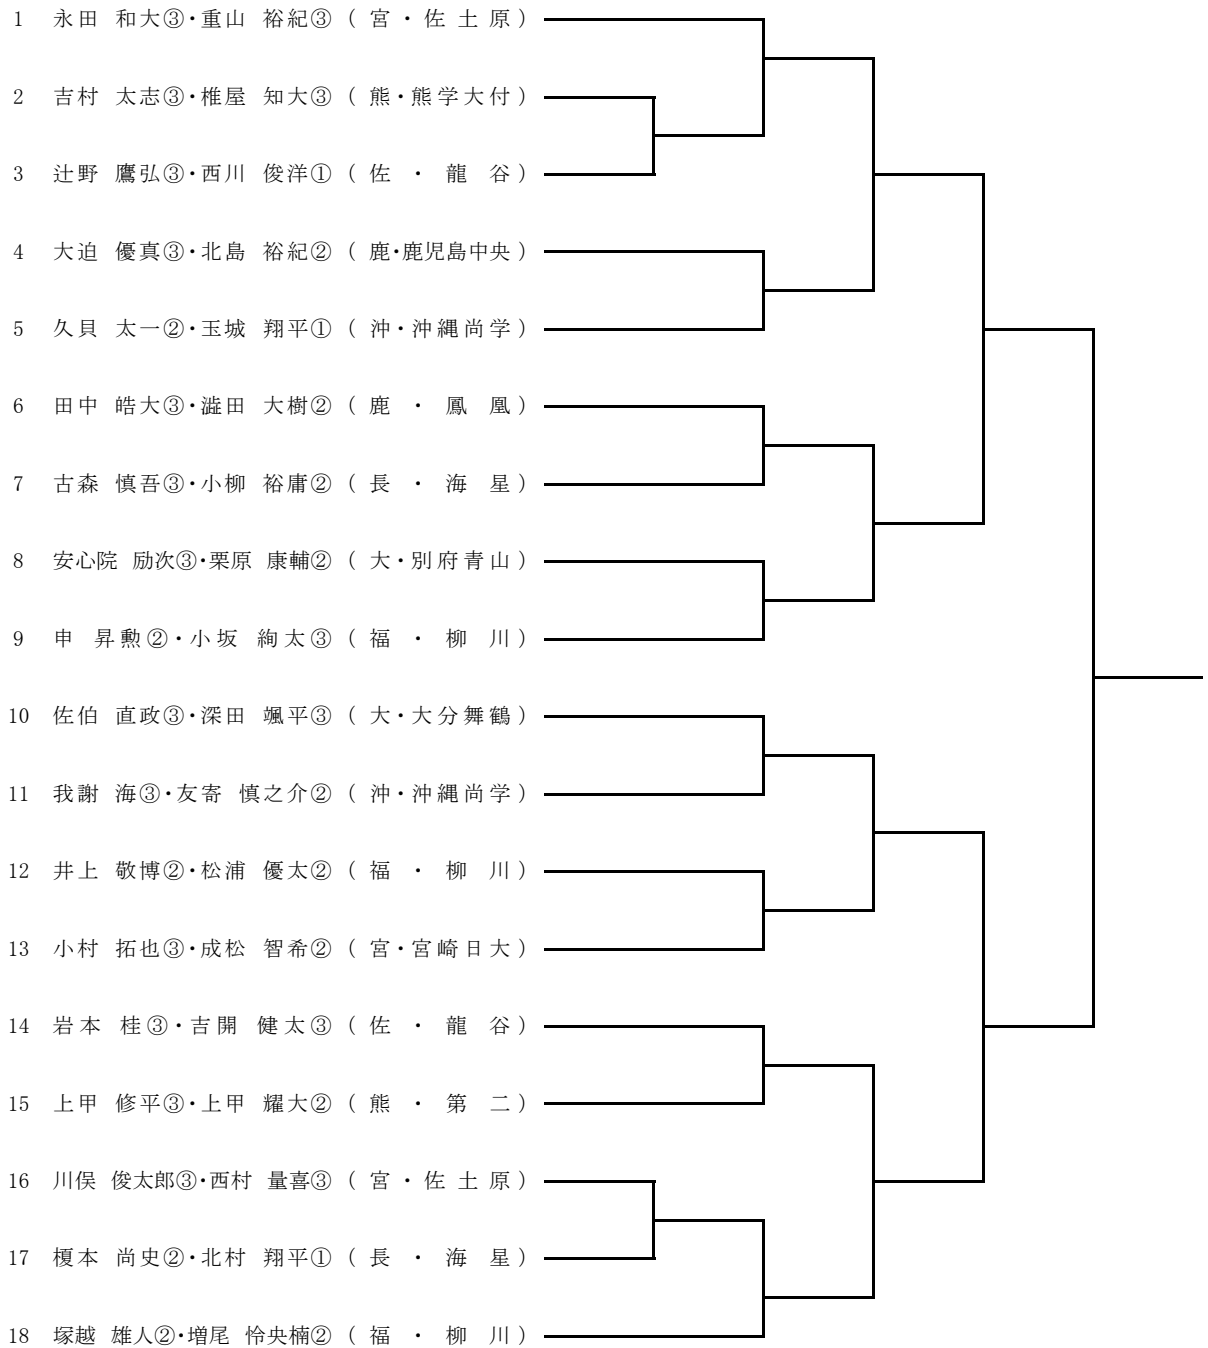 1 永田 和大③・重山 裕紀③ ( 宮・佐土原 )
2 吉村 太志③・椎屋 知大③ ( 熊・熊学大付 )
3 辻野 鷹弘③・西川 俊洋① ( 佐・龍谷 )
4 大迫 優真③・北島 裕紀② ( 鹿・鹿児島中央 )
5 久貝 太一②・玉城 翔平① ( 沖・沖縄尚学 )
6 田中 皓大③・澁田 大樹② ( 鹿・鳳凰 )
7 古森 慎吾③・小柳 裕庸② ( 長・海星 )
8 安心院 励次③・栗原 康輔② ( 大・別府青山 )
9 申 昇勲②・小坂 絢太③ ( 福・柳川 )
10 佐伯 直政③・深田 颯平③ ( 大・大分舞鶴 )
11 我謝 海③・友寄 慎之介② ( 沖・沖縄尚学 )
12 井上 敬博②・松浦 優太② ( 福・柳川 )
13 小村 拓也③・成松 智希② ( 宮・宮崎日大 )
14 岩本 桂③・吉開 健太③ ( 佐・龍谷 )
15 上甲 修平③・上甲 耀大② ( 熊・第二 )
16 川俣 俊太郎③・西村 量喜③ ( 宮・佐土原 )
17 榎本 尚史②・北村 翔平① ( 長・海星 )
18 塚越 雄人②・増尾 怜央楠② ( 福・柳川 )